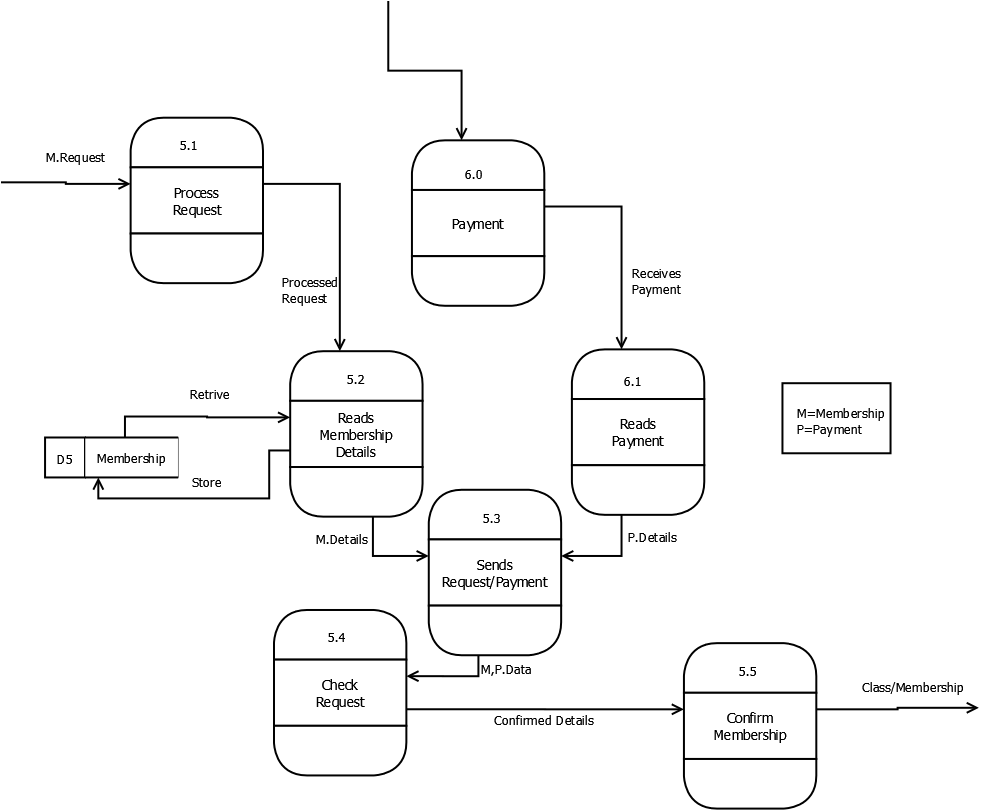 5.1
M.Request
Process
Request
6.0
Payment
Processed
Request
Receives
Payment
5.2
6.1
Retrive
Reads
Membership
Details
Reads
Payment
M=Membership
P=Payment
D5
Membership
Store
5.3
M.Details
P.Details
Sends
Request/Payment
5.4
M,P.Data
Check
Request
5.5
Class/Membership
Confirmed Details
Confirm
Membership